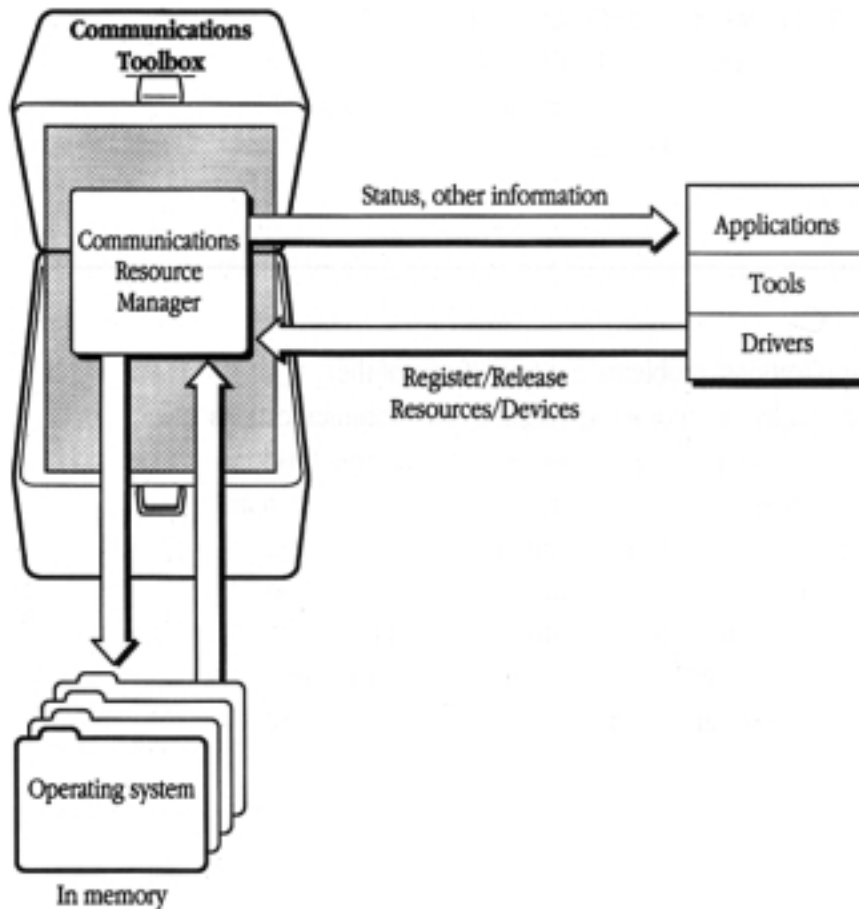 Communications
Toolbox
Communications
Resource
Manager
Status, other information
Applications
Tools
Drivers
Register/Release
Resources/Devices
Operating system
In memory